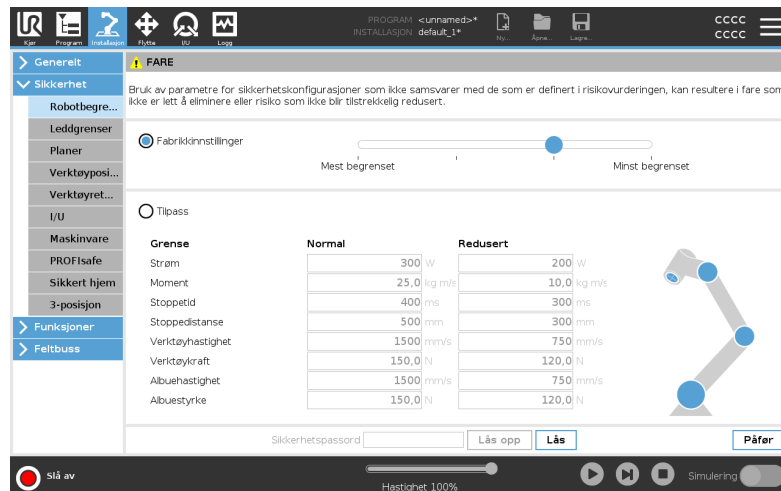 UR
PROGRAM <unnamed>*
INSTALLASJON default_1*
cccc
cccc
Kjør
Program
Installasjon
Flytte
I/U
Logg
Ny...
Åpne...
Lagre...
Generelt
Sikkerhet
Robotbegre...
Leddgrenser
Planer
Verktøyposi...
Verktøyret...
I/U
Maskinvare
PROFIsafe
Sikkert hjem
3-posisjon
Funksjoner
Feltbuss
FARE
Bruk av parametre for sikkerhetskonfigurasjoner som ikke samsvarer med de som er definert i risikovurderingen, kan resultere i fare som
ikke er lett å eliminere eller risiko som ikke blir tilstrekkelig redusert.
Fabrikkinnstillinger
Mest begrenset
Minst begrenset
Tilpass
Grense Normal Redusert
Strøm 300 W 200 W
Moment 25,0 kg m/s 10,0 kg m/s
Stoppetid 400 ms 300 ms
Stoppedistanse 500 mm 300 mm
Verktøyhastighet 1500 mm/s 750 mm/s
Verktøykraft 150,0 N 120,0 N
Albuehastighet 1500 mm/s 750 mm/s
Albuestyrke 150,0 N 120,0 N
Sikkerhetspassord Lås opp Lås Påfør
Slå av
Hastighet 100%
Simulering